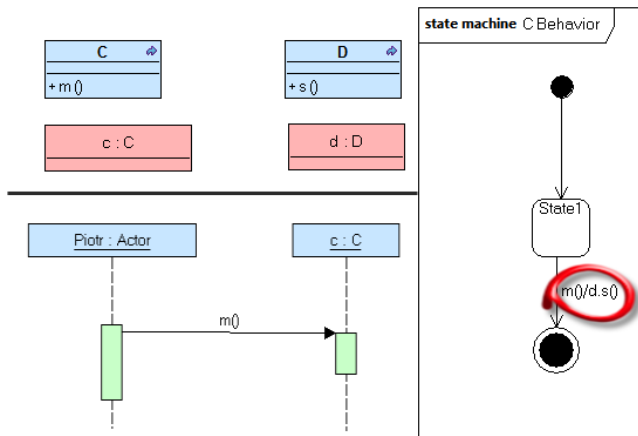 C
+ m ()
D
+ s ()
c : C
d : D
Piotr : Actor
c : C
m()
state machine C Behavior
State1
m()/d.s()